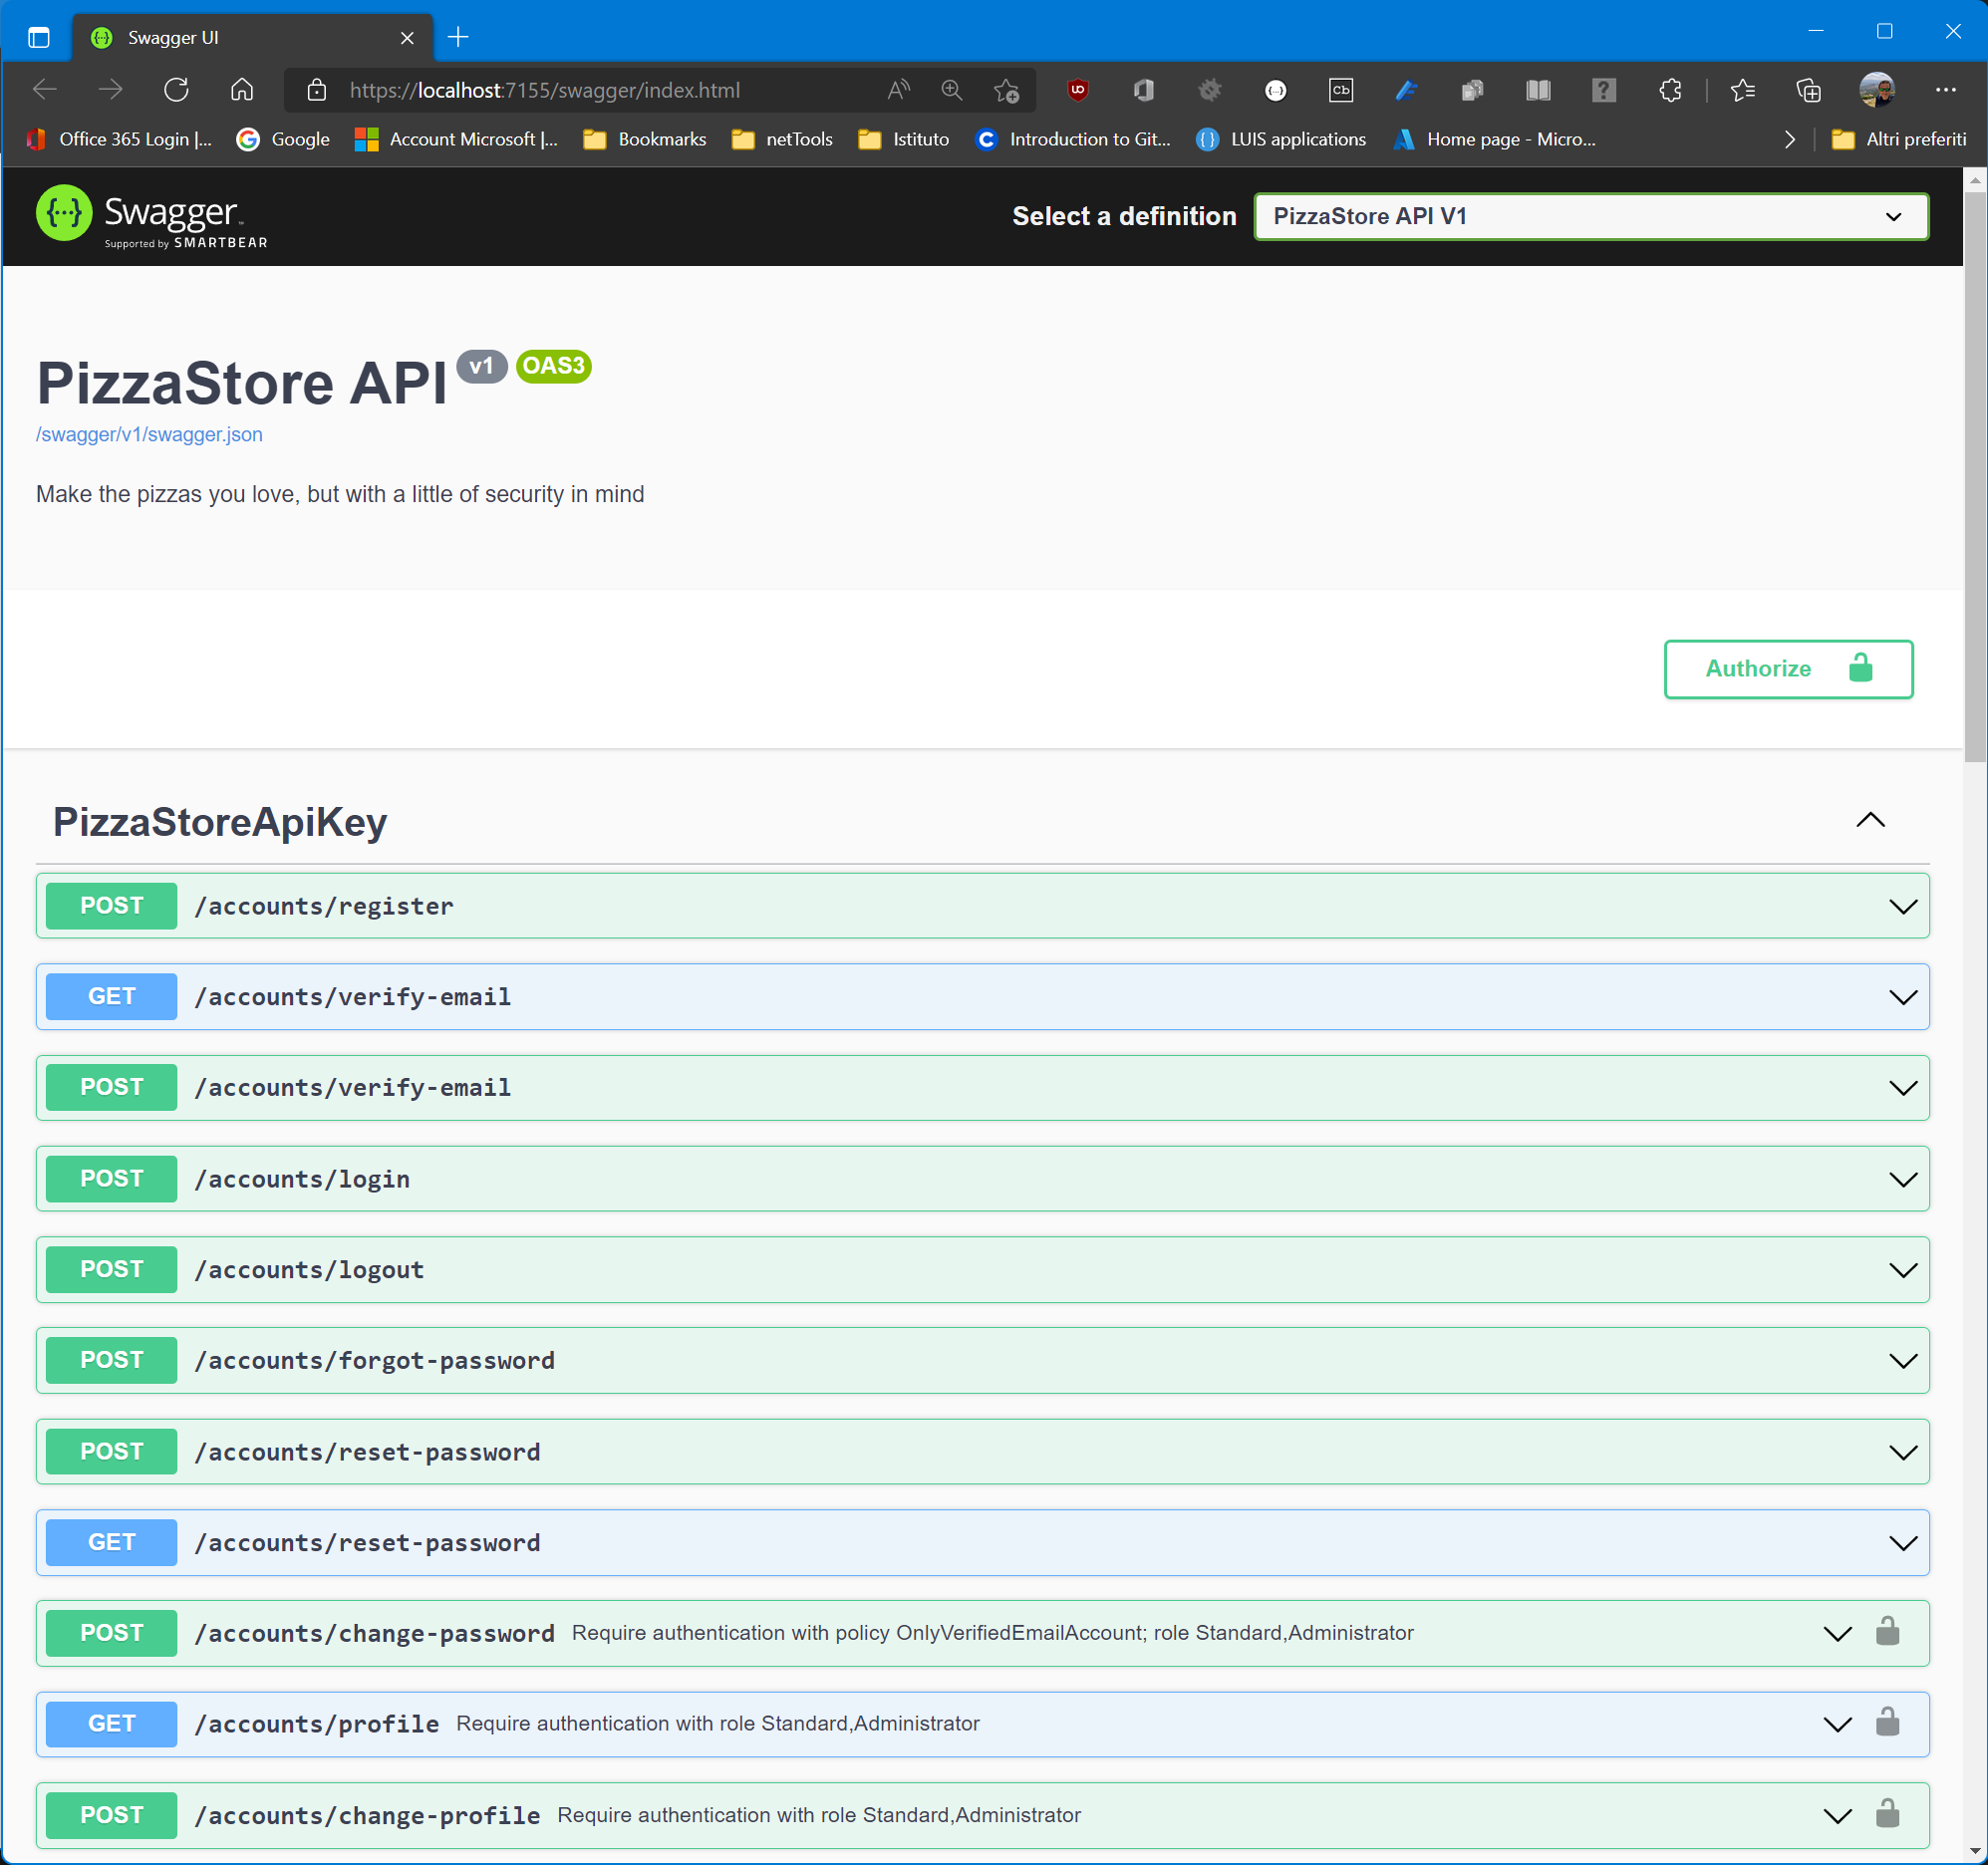 Swagger UI
https://localhost:7155/swagger/index.html
Office 365 Login |... Google Account Microsoft |... Bookmarks netTools Istituto Introduction to Git... LUIS applications Home page - Micro... Altri preferiti
Swagger
Supported by SMARTBEAR
Select a definition PizzaStore API V1
PizzaStore API v1 OAS3
/swagger/v1/swagger.json
Make the pizzas you love, but with a little of security in mind
Authorize
PizzaStoreApiKey
POST /accounts/register
GET /accounts/verify-email
POST /accounts/verify-email
POST /accounts/login
POST /accounts/logout
POST /accounts/forgot-password
POST /accounts/reset-password
GET /accounts/reset-password
POST /accounts/change-password Require authentication with policy OnlyVerifiedEmailAccount; role Standard,Administrator
GET /accounts/profile Require authentication with role Standard,Administrator
POST /accounts/change-profile Require authentication with role Standard,Administrator